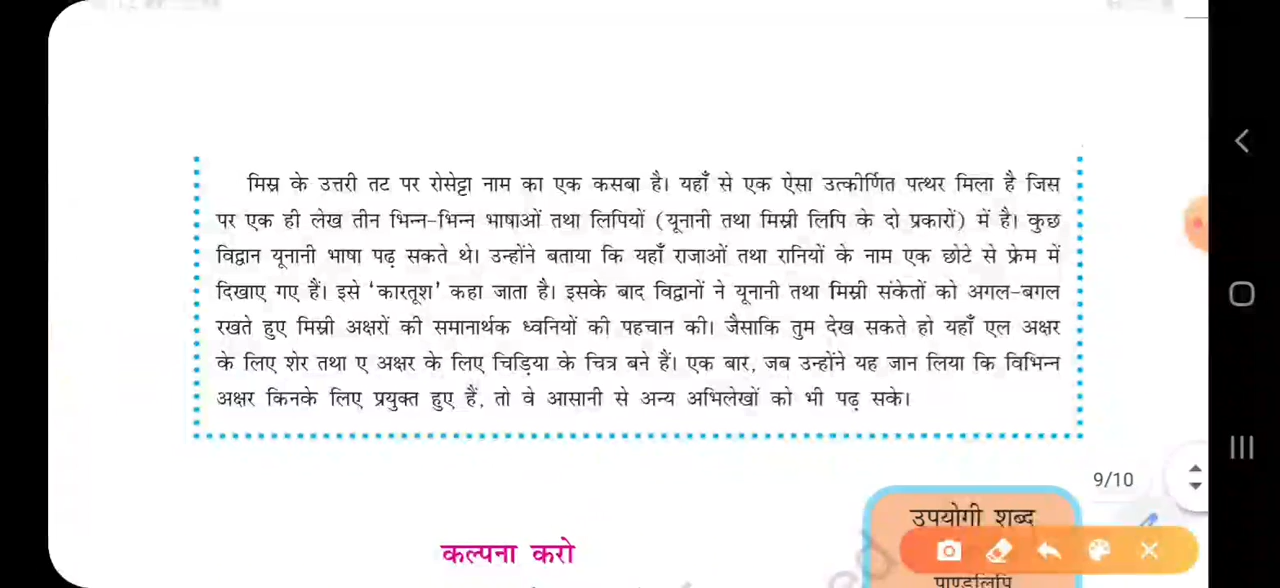 मिस्र के उत्तरी तट पर रोसेट्टा नाम का एक कसबा है। यहाँ से एक ऐसा उत्कीर्णित पत्थर मिला है जिस
पर एक ही लेख तीन भिन्न-भिन्न भाषाओं तथा लिपियों (यूनानी तथा मिस्री लिपि के दो प्रकारों) में है। कुछ
विद्वान यूनानी भाषा पढ़ सकते थे। उन्होंने बताया कि यहाँ राजाओं तथा रानियों के नाम एक छोटे से फ्रेम में
दिखाए गए हैं। इसे ‘कारतूश’ कहा जाता है। इसके बाद विद्वानों ने यूनानी तथा मिस्री संकेतों को अगल-बगल
रखते हुए मिस्री अक्षरों की समानार्थक ध्वनियों की पहचान की। जैसाकि तुम देख सकते हो यहाँ एल अक्षर
के लिए शेर तथा ए अक्षर के लिए चिड़िया के चित्र बने हैं। एक बार, जब उन्होंने यह जान लिया कि विभिन्न
अक्षर किनके लिए प्रयुक्त हुए हैं, तो वे आसानी से अन्य अभिलेखों को भी पढ़ सके।
9/10
उपयोगी शब्द
कल्पना करो
पाण्डुलिपि